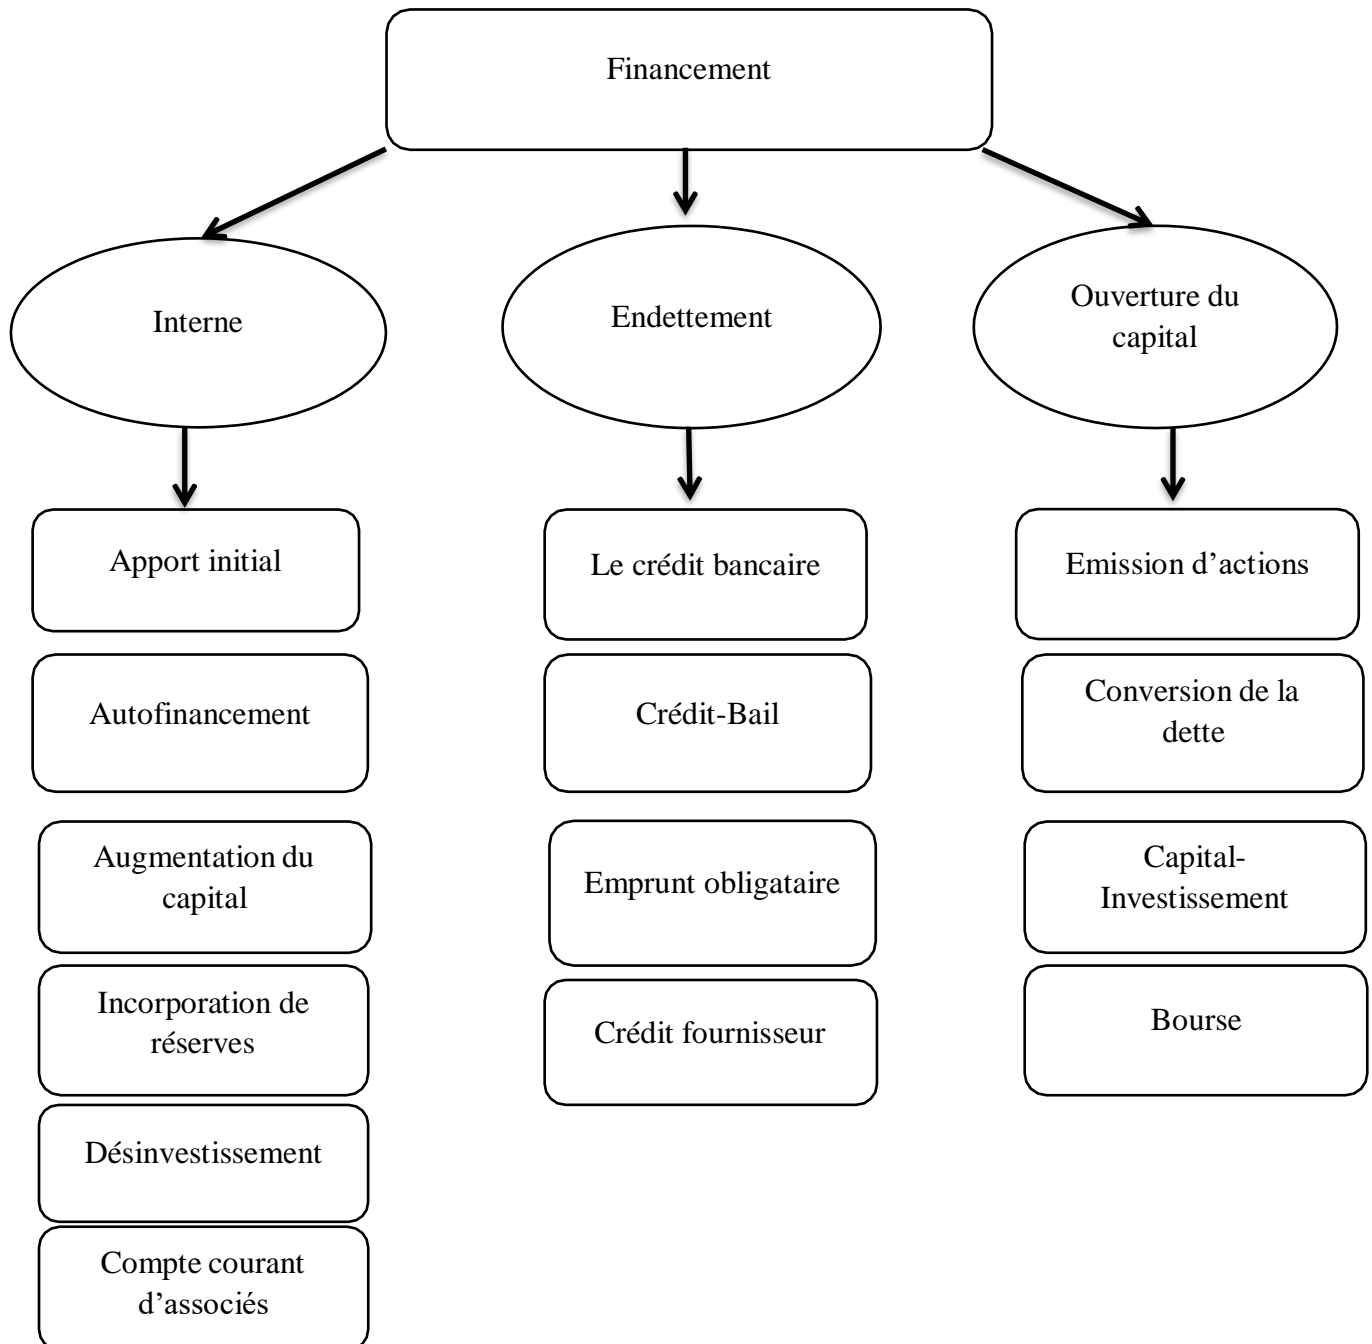 Financement
Interne
Endettement
Ouverture du
capital
Apport initial
Le crédit bancaire
Emission d’actions
Autofinancement
Crédit-Bail
Conversion de la
dette
Augmentation du
capital
Emprunt obligataire
Capital-
Investissement
Incorporation de
réserves
Crédit fournisseur
Bourse
Désinvestissement
Compte courant
d’associés